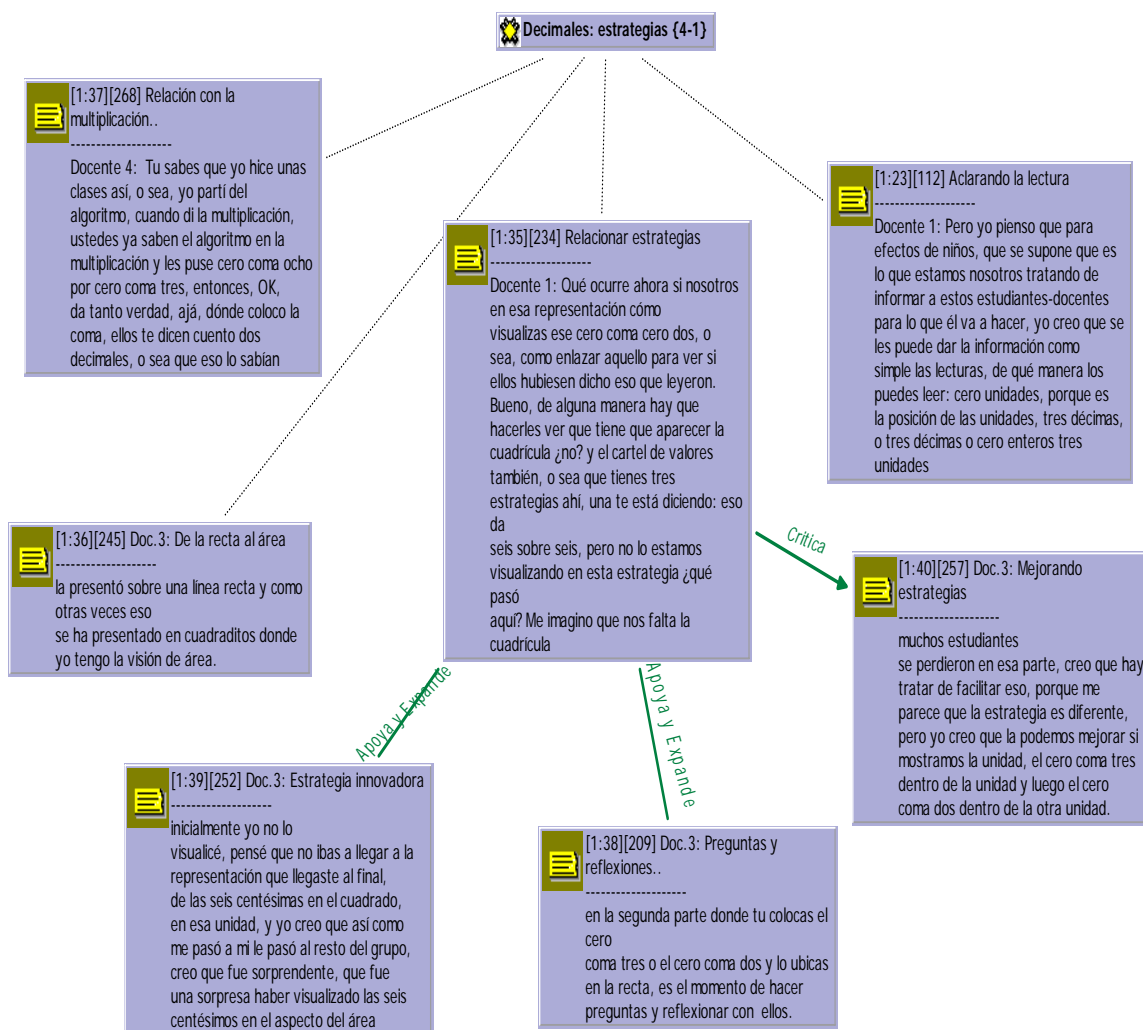 Decimales: estrategias {4-1}
[1:37][268] Relación con la
multiplicación..
--------------------
Docente 4: Tu sabes que yo hice unas
clases así, o sea, yo partí del
algoritmo, cuando di la multiplicación,
ustedes ya saben el algoritmo en la
multiplicación y les puse cero coma ocho
por cero coma tres, entonces, OK,
da tanto verdad, ajá, dónde coloco la
coma, ellos te dicen cuento dos
decimales, o sea que eso lo sabían
[1:35][234] Relacionar estrategias
--------------------
Docente 1: Qué ocurre ahora si nosotros
en esa representación cómo
visualizas ese cero coma cero dos, o
sea, como enlazar aquello para ver si
ellos hubiesen dicho eso que leyeron.
Bueno, de alguna manera hay que
hacerles ver que tiene que aparecer la
cuadrícula ¿no? y el cartel de valores
también, o sea que tienes tres
estrategias ahí, una te está diciendo: eso
da
seis sobre seis, pero no lo estamos
visualizando en esta estrategia ¿qué
pasó
aquí? Me imagino que nos falta la
cuadrícula
[1:23][112] Aclarando la lectura
--------------------
Docente 1: Pero yo pienso que para
efectos de niños, que se supone que es
lo que estamos nosotros tratando de
informar a estos estudiantes-docentes
para lo que él va a hacer, yo creo que se
les puede dar la información como
simple las lecturas, de qué manera los
puedes leer: cero unidades, porque es
la posición de las unidades, tres décimas,
o tres décimas o cero enteros tres
unidades
[1:36][245] Doc.3: De la recta al área
--------------------
la presentó sobre una línea recta y como
otras veces eso
se ha presentado en cuadraditos donde
yo tengo la visión de área.
Critica
[1:40][257] Doc.3: Mejorando
estrategias
--------------------
muchos estudiantes
se perdieron en esa parte, creo que hay
tratar de facilitar eso, porque me
parece que la estrategia es diferente,
pero yo creo que la podemos mejorar si
mostramos la unidad, el cero coma tres
dentro de la unidad y luego el cero
coma dos dentro de la otra unidad.
Apoya y Expande
Apoya y Expande
[1:39][252] Doc.3: Estrategia innovadora
--------------------
inicialmente yo no lo
visualicé, pensé que no ibas a llegar a la
representación que llegaste al final,
de las seis centésimas en el cuadrado,
en esa unidad, y yo creo que así como
me pasó a mi le pasó al resto del grupo,
creo que fue sorprendente, que fue
una sorpresa haber visualizado las seis
centésimos en el aspecto del área
[1:38][209] Doc.3: Preguntas y
reflexiones..
--------------------
en la segunda parte donde tu colocas el
cero
coma tres o el cero coma dos y lo ubicas
en la recta, es el momento de hacer
preguntas y reflexionar con ellos.